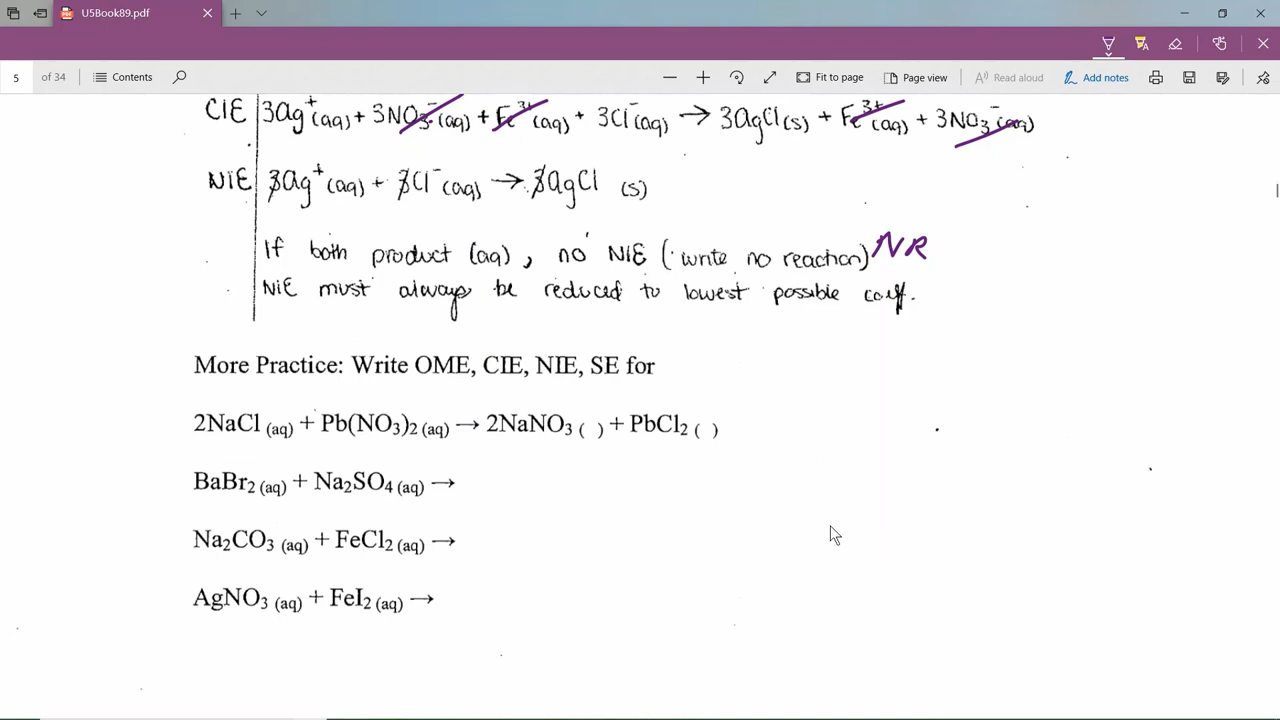 U5Book89.pdf
5 of 34 Contents Fit to page Page view Read aloud Add notes
CIE 3Ag⁺(aq) + 3NO₃⁻(aq) + Fe³⁺(aq) + 3Cl⁻(aq) → 3AgCl(s) + Fe³⁺(aq) + 3NO₃⁻(aq)
NIE 3Ag⁺(aq) + 3Cl⁻(aq) → 3AgCl (s)
If both product (aq), no NIE (write no reaction) NR
NIE must always be reduced to lowest possible coeff.
More Practice: Write OME, CIE, NIE, SE for
2NaCl (aq) + Pb(NO₃)₂ (aq) → 2NaNO₃ ( ) + PbCl₂ ( )
BaBr₂ (aq) + Na₂SO₄ (aq) →
Na₂CO₃ (aq) + FeCl₂ (aq) →
AgNO₃ (aq) + FeI₂ (aq) →